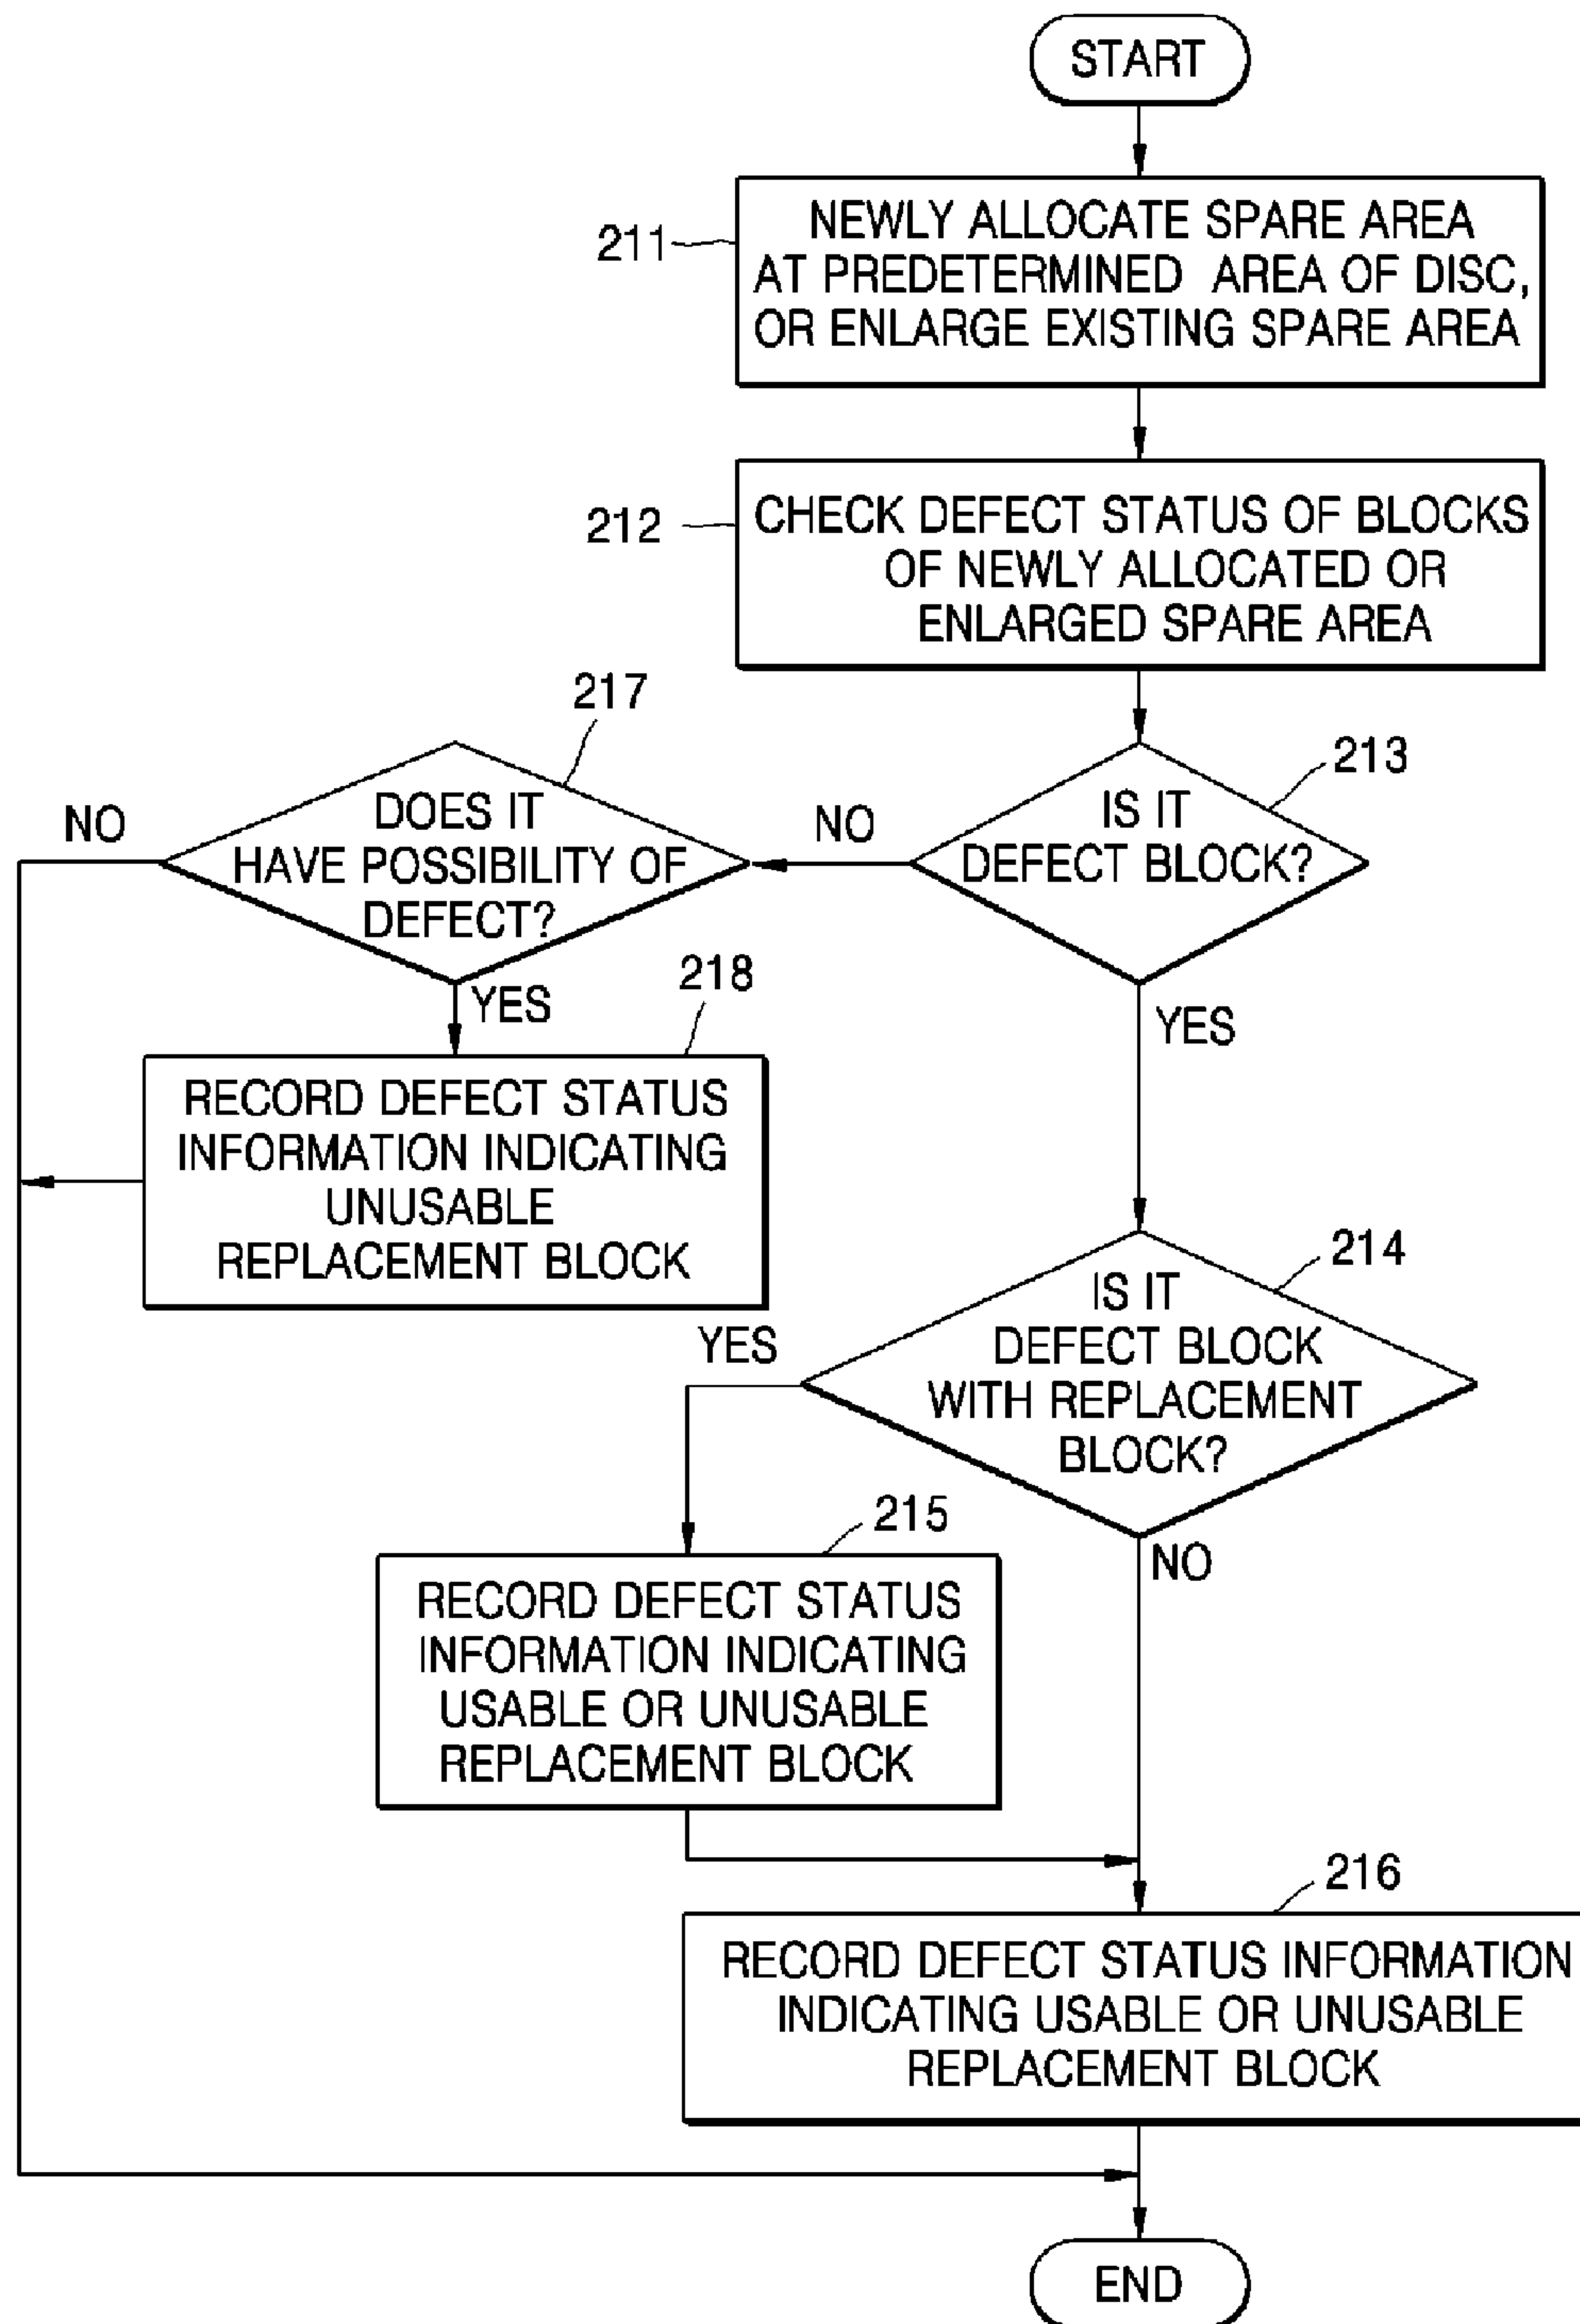 START
211
NEWLY ALLOCATE SPARE AREA
AT PREDETERMINED AREA OF DISC,
OR ENLARGE EXISTING SPARE AREA
212
CHECK DEFECT STATUS OF BLOCKS
OF NEWLY ALLOCATED OR
ENLARGED SPARE AREA
213
IS IT
DEFECT BLOCK?
NO
YES
217
DOES IT
HAVE POSSIBILITY OF
DEFECT?
NO
YES
218
RECORD DEFECT STATUS
INFORMATION INDICATING
UNUSABLE
REPLACEMENT BLOCK
214
IS IT
DEFECT BLOCK
WITH REPLACEMENT
BLOCK?
YES
NO
215
RECORD DEFECT STATUS
INFORMATION INDICATING
USABLE OR UNUSABLE
REPLACEMENT BLOCK
216
RECORD DEFECT STATUS INFORMATION
INDICATING USABLE OR UNUSABLE
REPLACEMENT BLOCK
END